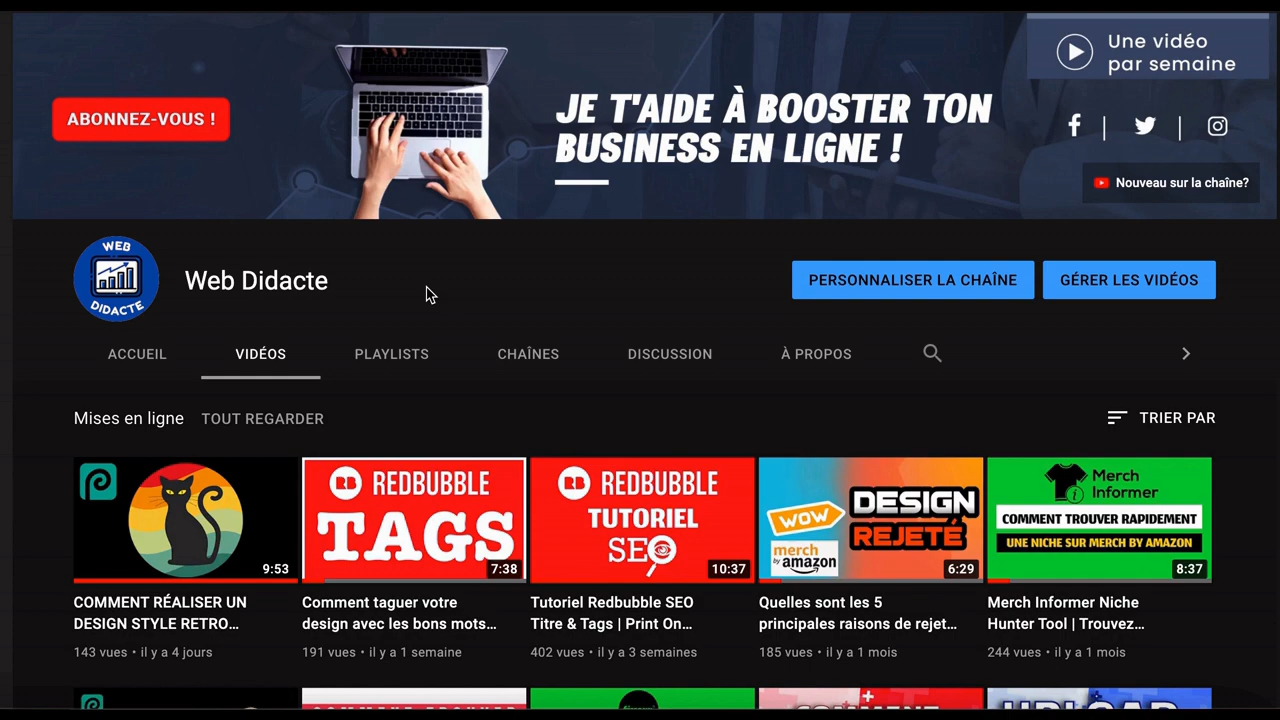 Une vidéo
par semaine
ABONNEZ-VOUS !
JE T'AIDE À BOOSTER TON
BUSINESS EN LIGNE !
Nouveau sur la chaîne?
WEB
DIDACTE
Web Didacte
PERSONNALISER LA CHAÎNE
GÉRER LES VIDÉOS
ACCUEIL
VIDÉOS
PLAYLISTS
CHAÎNES
DISCUSSION
À PROPOS
Mises en ligne
TOUT REGARDER
TRIER PAR
9:53
RB REDBUBBLE
TAGS
7:38
RB REDBUBBLE
TUTORIEL
SEO
10:37
WOW
DESIGN
REJETÉ
merch
by amazon
6:29
Merch
Informer
COMMENT TROUVER RAPIDEMENT
UNE NICHE SUR MERCH BY AMAZON
8:37
COMMENT RÉALISER UN
DESIGN STYLE RETRO...
143 vues • il y a 4 jours
Comment taguer votre
design avec les bons mots...
191 vues • il y a 1 semaine
Tutoriel Redbubble SEO
Titre & Tags | Print On...
402 vues • il y a 3 semaines
Quelles sont les 5
principales raisons de rejet...
185 vues • il y a 1 mois
Merch Informer Niche
Hunter Tool | Trouvez...
244 vues • il y a 1 mois